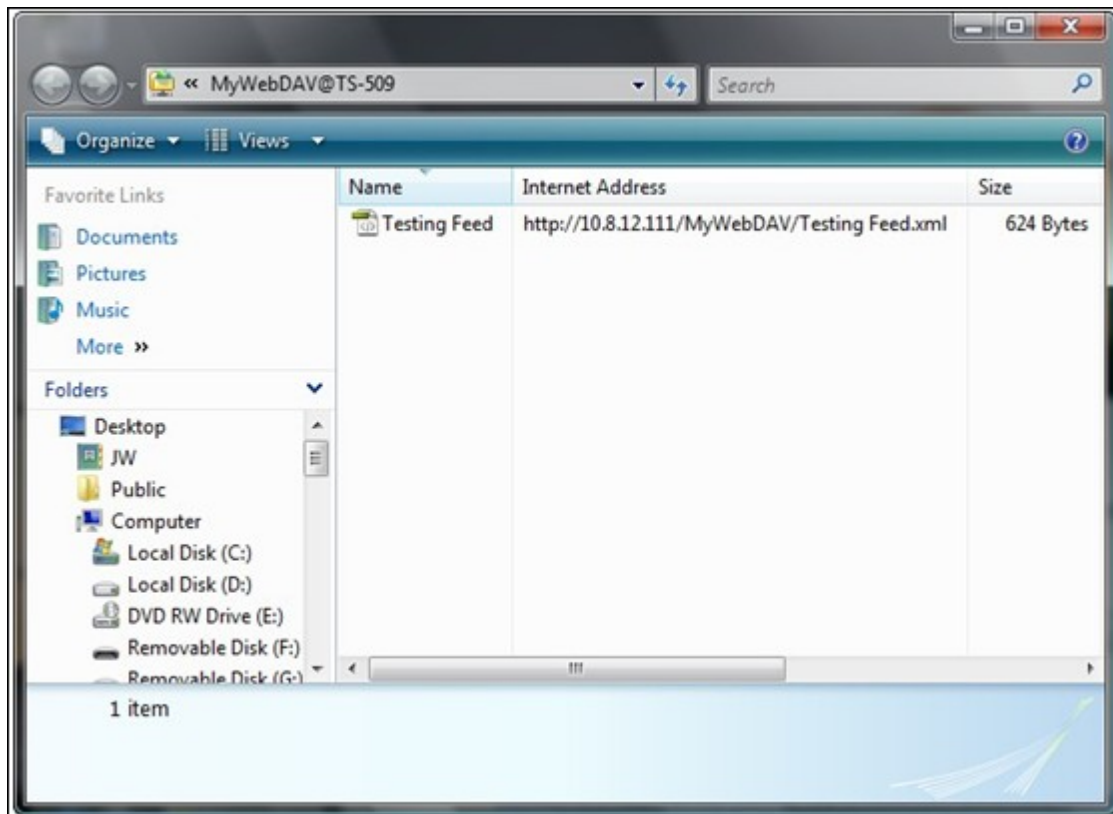 « MyWebDAV@TS-509
Search
Organize
Views
Favorite Links
Documents
Pictures
Music
More »
Folders
Desktop
JW
Public
Computer
Local Disk (C:)
Local Disk (D:)
DVD RW Drive (E:)
Removable Disk (F:)
Removable Disk (G:)
Name Internet Address Size
Testing Feed http://10.8.12.111/MyWebDAV/Testing Feed.xml 624 Bytes
1 item